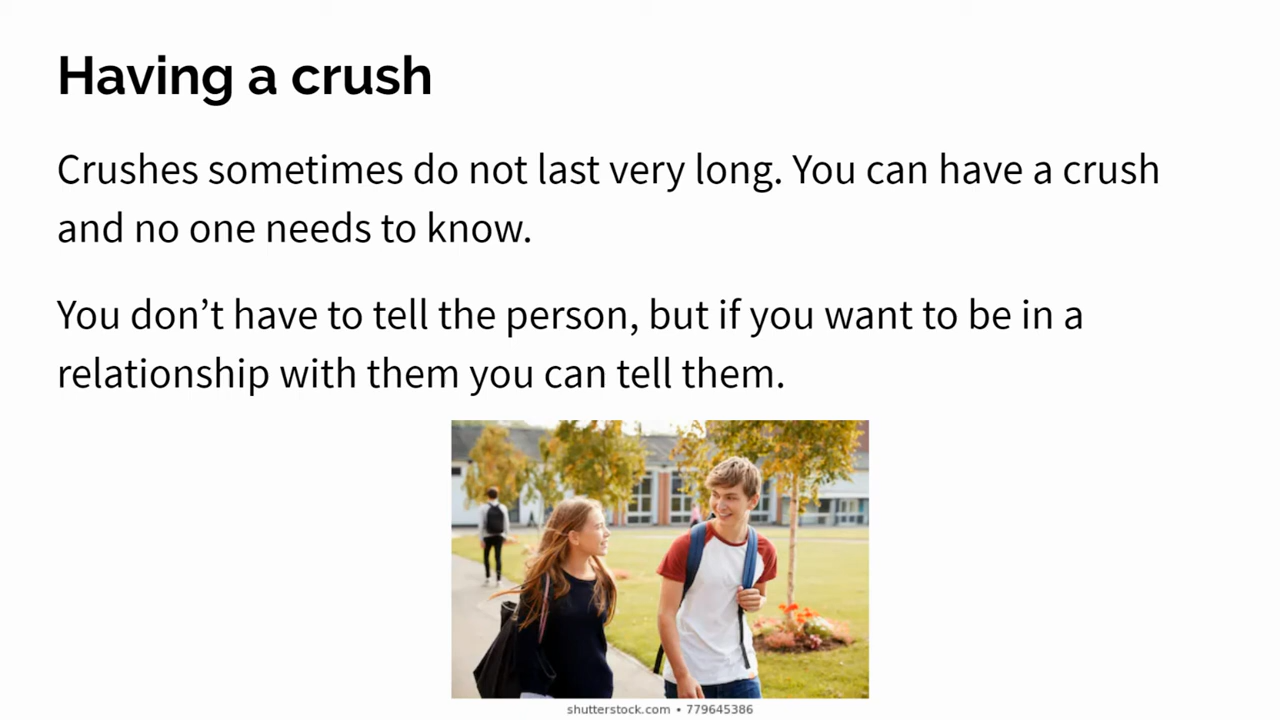 Having a crush
Crushes sometimes do not last very long. You can have a crush
and no one needs to know.
You don’t have to tell the person, but if you want to be in a
relationship with them you can tell them.
shutterstock.com • 779645386